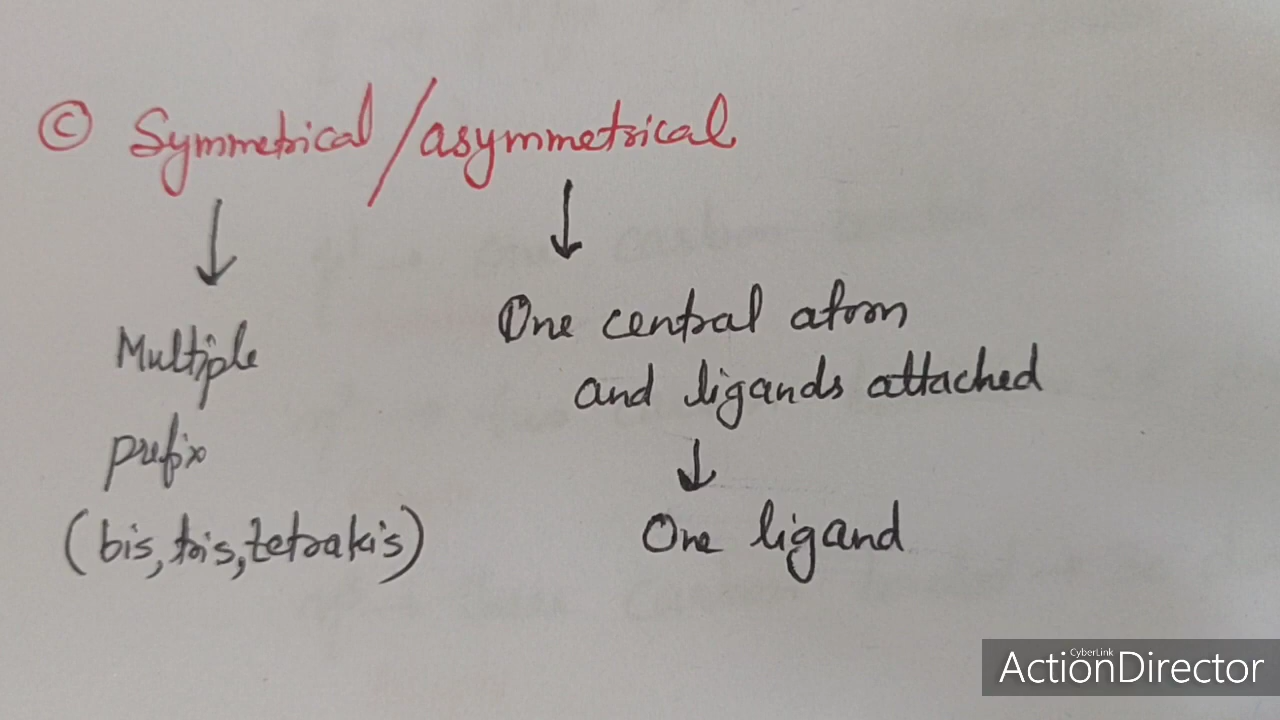 © Symmetrical/asymmetrical
Multiple
prefix
(bis, tris, tetrakis)
One central atom
and ligands attached
One ligand
CyberLink
ActionDirector